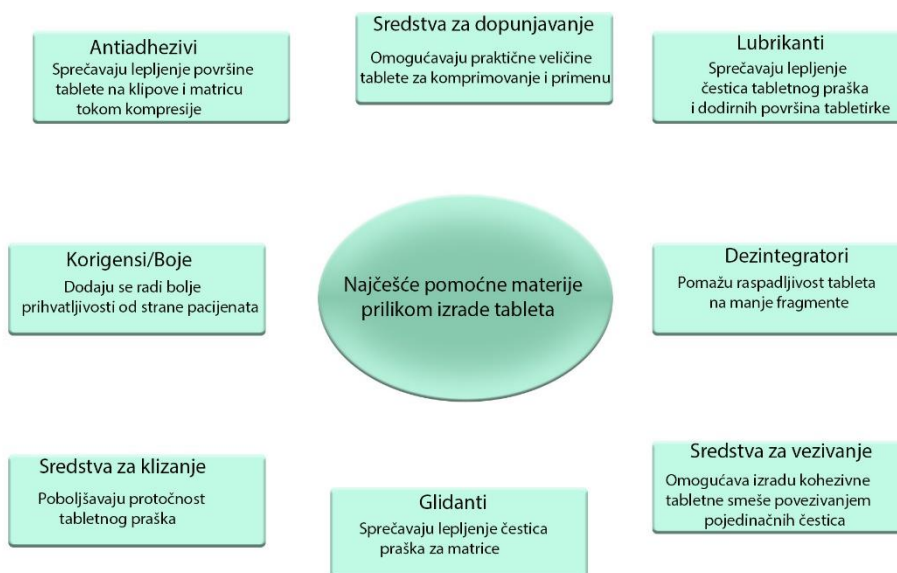 Antiadhezivi
Sprečavaju lepljenje površine
tablete na klipove i matricu
tokom kompresije
Sredstva za dopunjavanje
Omogućavaju praktične veličine
tablete za komprimovanje i primenu
Lubrikanti
Sprečavaju lepljenje
čestica tabletnog praška
i dodirnih površina tabletirke
Korigensi/Boje
Dodaju se radi bolje
prihvatljivosti od strane pacijenata
Najčešće pomoćne materije
prilikom izrade tableta
Dezintegratori
Pomažu raspadljivost tableta
na manje fragmente
Sredstva za klizanje
Poboljšavaju protočnost
tabletnog praška
Glidanti
Sprečavaju lepljenje čestica
praška za matrice
Sredstva za vezivanje
Omogućava izradu kohezivne
tabletne smeše povezivanjem
pojedinačnih čestica